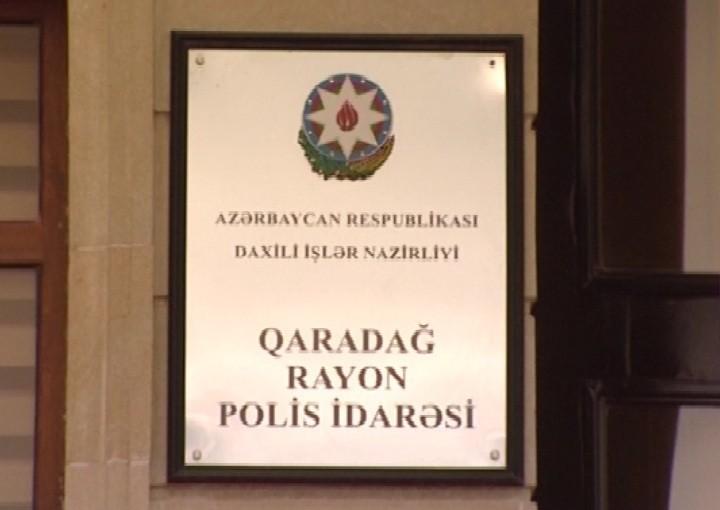 AZƏRBAYCAN RESPUBLİKASI
DAXİLİ İŞLƏR NAZİRLİYİ
QARADAĞ
RAYON
POLİS İDARƏSİ